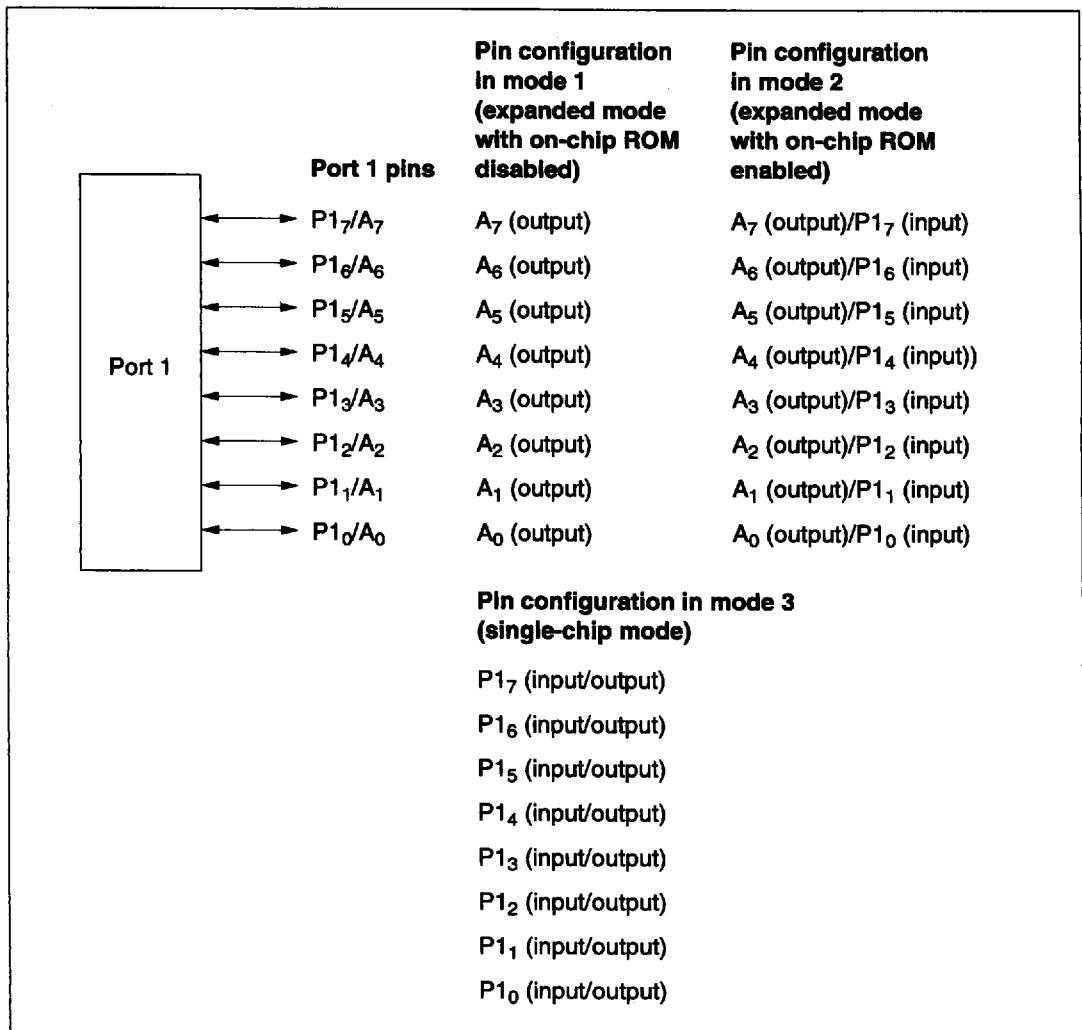 Pin configuration
in mode 1
(expanded mode
with on-chip ROM
disabled)
Pin configuration
in mode 2
(expanded mode
with on-chip ROM
enabled)
Port 1 pins
Port 1
P1₇/A₇ A₇ (output) A₇ (output)/P1₇ (input)
P1₆/A₆ A₆ (output) A₆ (output)/P1₆ (input)
P1₅/A₅ A₅ (output) A₅ (output)/P1₅ (input)
P1₄/A₄ A₄ (output) A₄ (output)/P1₄ (input))
P1₃/A₃ A₃ (output) A₃ (output)/P1₃ (input)
P1₂/A₂ A₂ (output) A₂ (output)/P1₂ (input)
P1₁/A₁ A₁ (output) A₁ (output)/P1₁ (input)
P1₀/A₀ A₀ (output) A₀ (output)/P1₀ (input)
Pin configuration in mode 3
(single-chip mode)
P1₇ (input/output)
P1₆ (input/output)
P1₅ (input/output)
P1₄ (input/output)
P1₃ (input/output)
P1₂ (input/output)
P1₁ (input/output)
P1₀ (input/output)